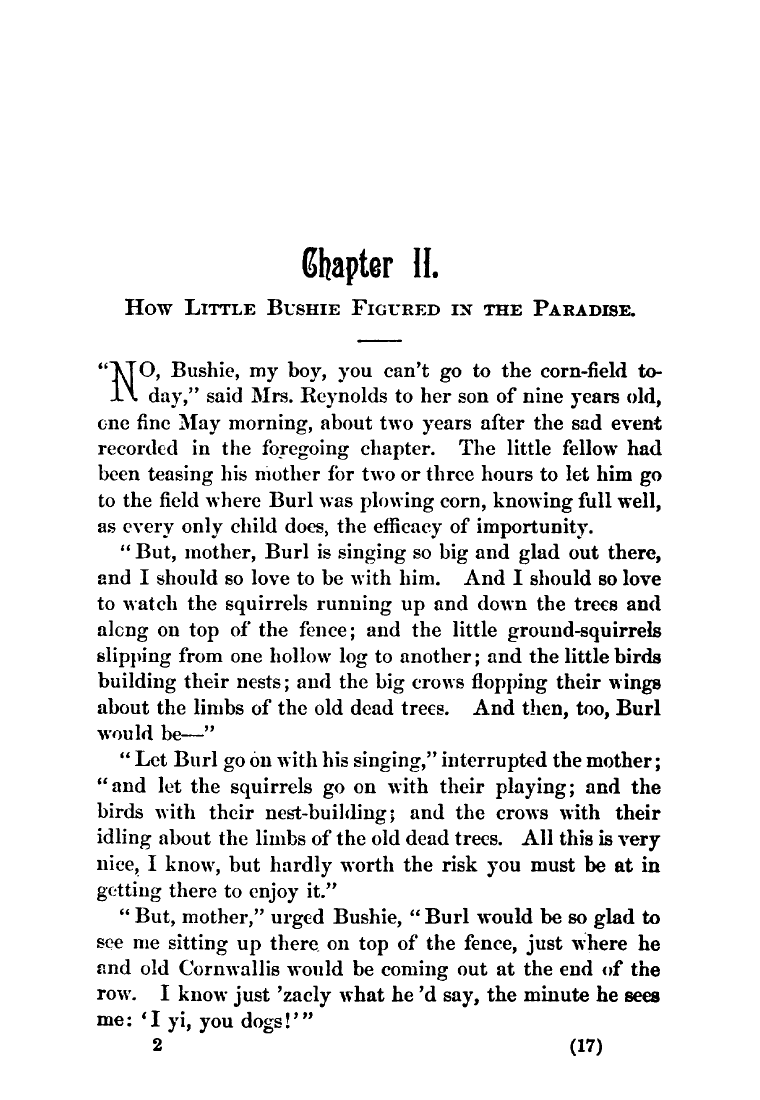 Chapter II.
How Little Bushie Figured in the Paradise.
“NO, Bushie, my boy, you can't go to the corn-field to-
day,” said Mrs. Reynolds to her son of nine years old,
one fine May morning, about two years after the sad event
recorded in the foregoing chapter. The little fellow had
been teasing his mother for two or three hours to let him go
to the field where Burl was plowing corn, knowing full well,
as every only child does, the efficacy of importunity.
“But, mother, Burl is singing so big and glad out there,
and I should so love to be with him. And I should so love
to watch the squirrels running up and down the trees and
along on top of the fence; and the little ground-squirrels
slipping from one hollow log to another; and the little birds
building their nests; and the big crows flopping their wings
about the limbs of the old dead trees. And then, too, Burl
would be—”
“Let Burl go on with his singing,” interrupted the mother;
“and let the squirrels go on with their playing; and the
birds with their nest-building; and the crows with their
idling about the limbs of the old dead trees. All this is very
nice, I know, but hardly worth the risk you must be at in
getting there to enjoy it.”
“But, mother,” urged Bushie, “Burl would be so glad to
see me sitting up there on top of the fence, just where he
and old Cornwallis would be coming out at the end of the
row. I know just 'zacly what he 'd say, the minute he sees
me: ‘I yi, you dogs!’”
2 (17)